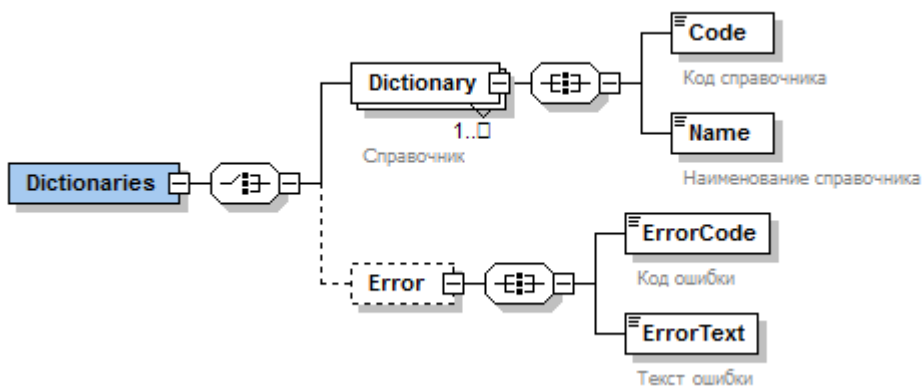 Code
Код справочника
Dictionary
1..□
Справочник
Name
Наименование справочника
Dictionaries
ErrorCode
Код ошибки
Error
ErrorText
Текст ошибки